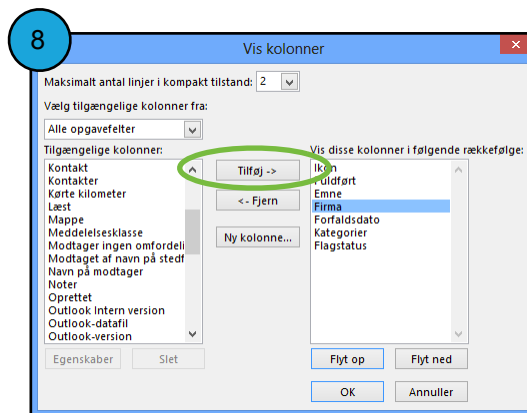 8
Vis kolonner
Maksimalt antal linjer i kompakt tilstand: 2
Vælg tilgængelige kolonner fra:
Alle opgavefelter
Tilgængelige kolonner:
Kontakt
Kontakter
Kørte kilometer
Læst
Mappe
Meddelelsesklasse
Modtager ingen omfordeli
Modtaget af navn på stedf
Navn på modtager
Noter
Oprettet
Outlook Intern version
Outlook-datafil
Outlook-version
Egenskaber
Slet
Tilføj ->
<- Fjern
Ny kolonne...
Vis disse kolonner i følgende rækkefølge:
Ikon
Fuldført
Emne
Firma
Forfaldsdato
Kategorier
Flagstatus
Flyt op
Flyt ned
OK
Annuller